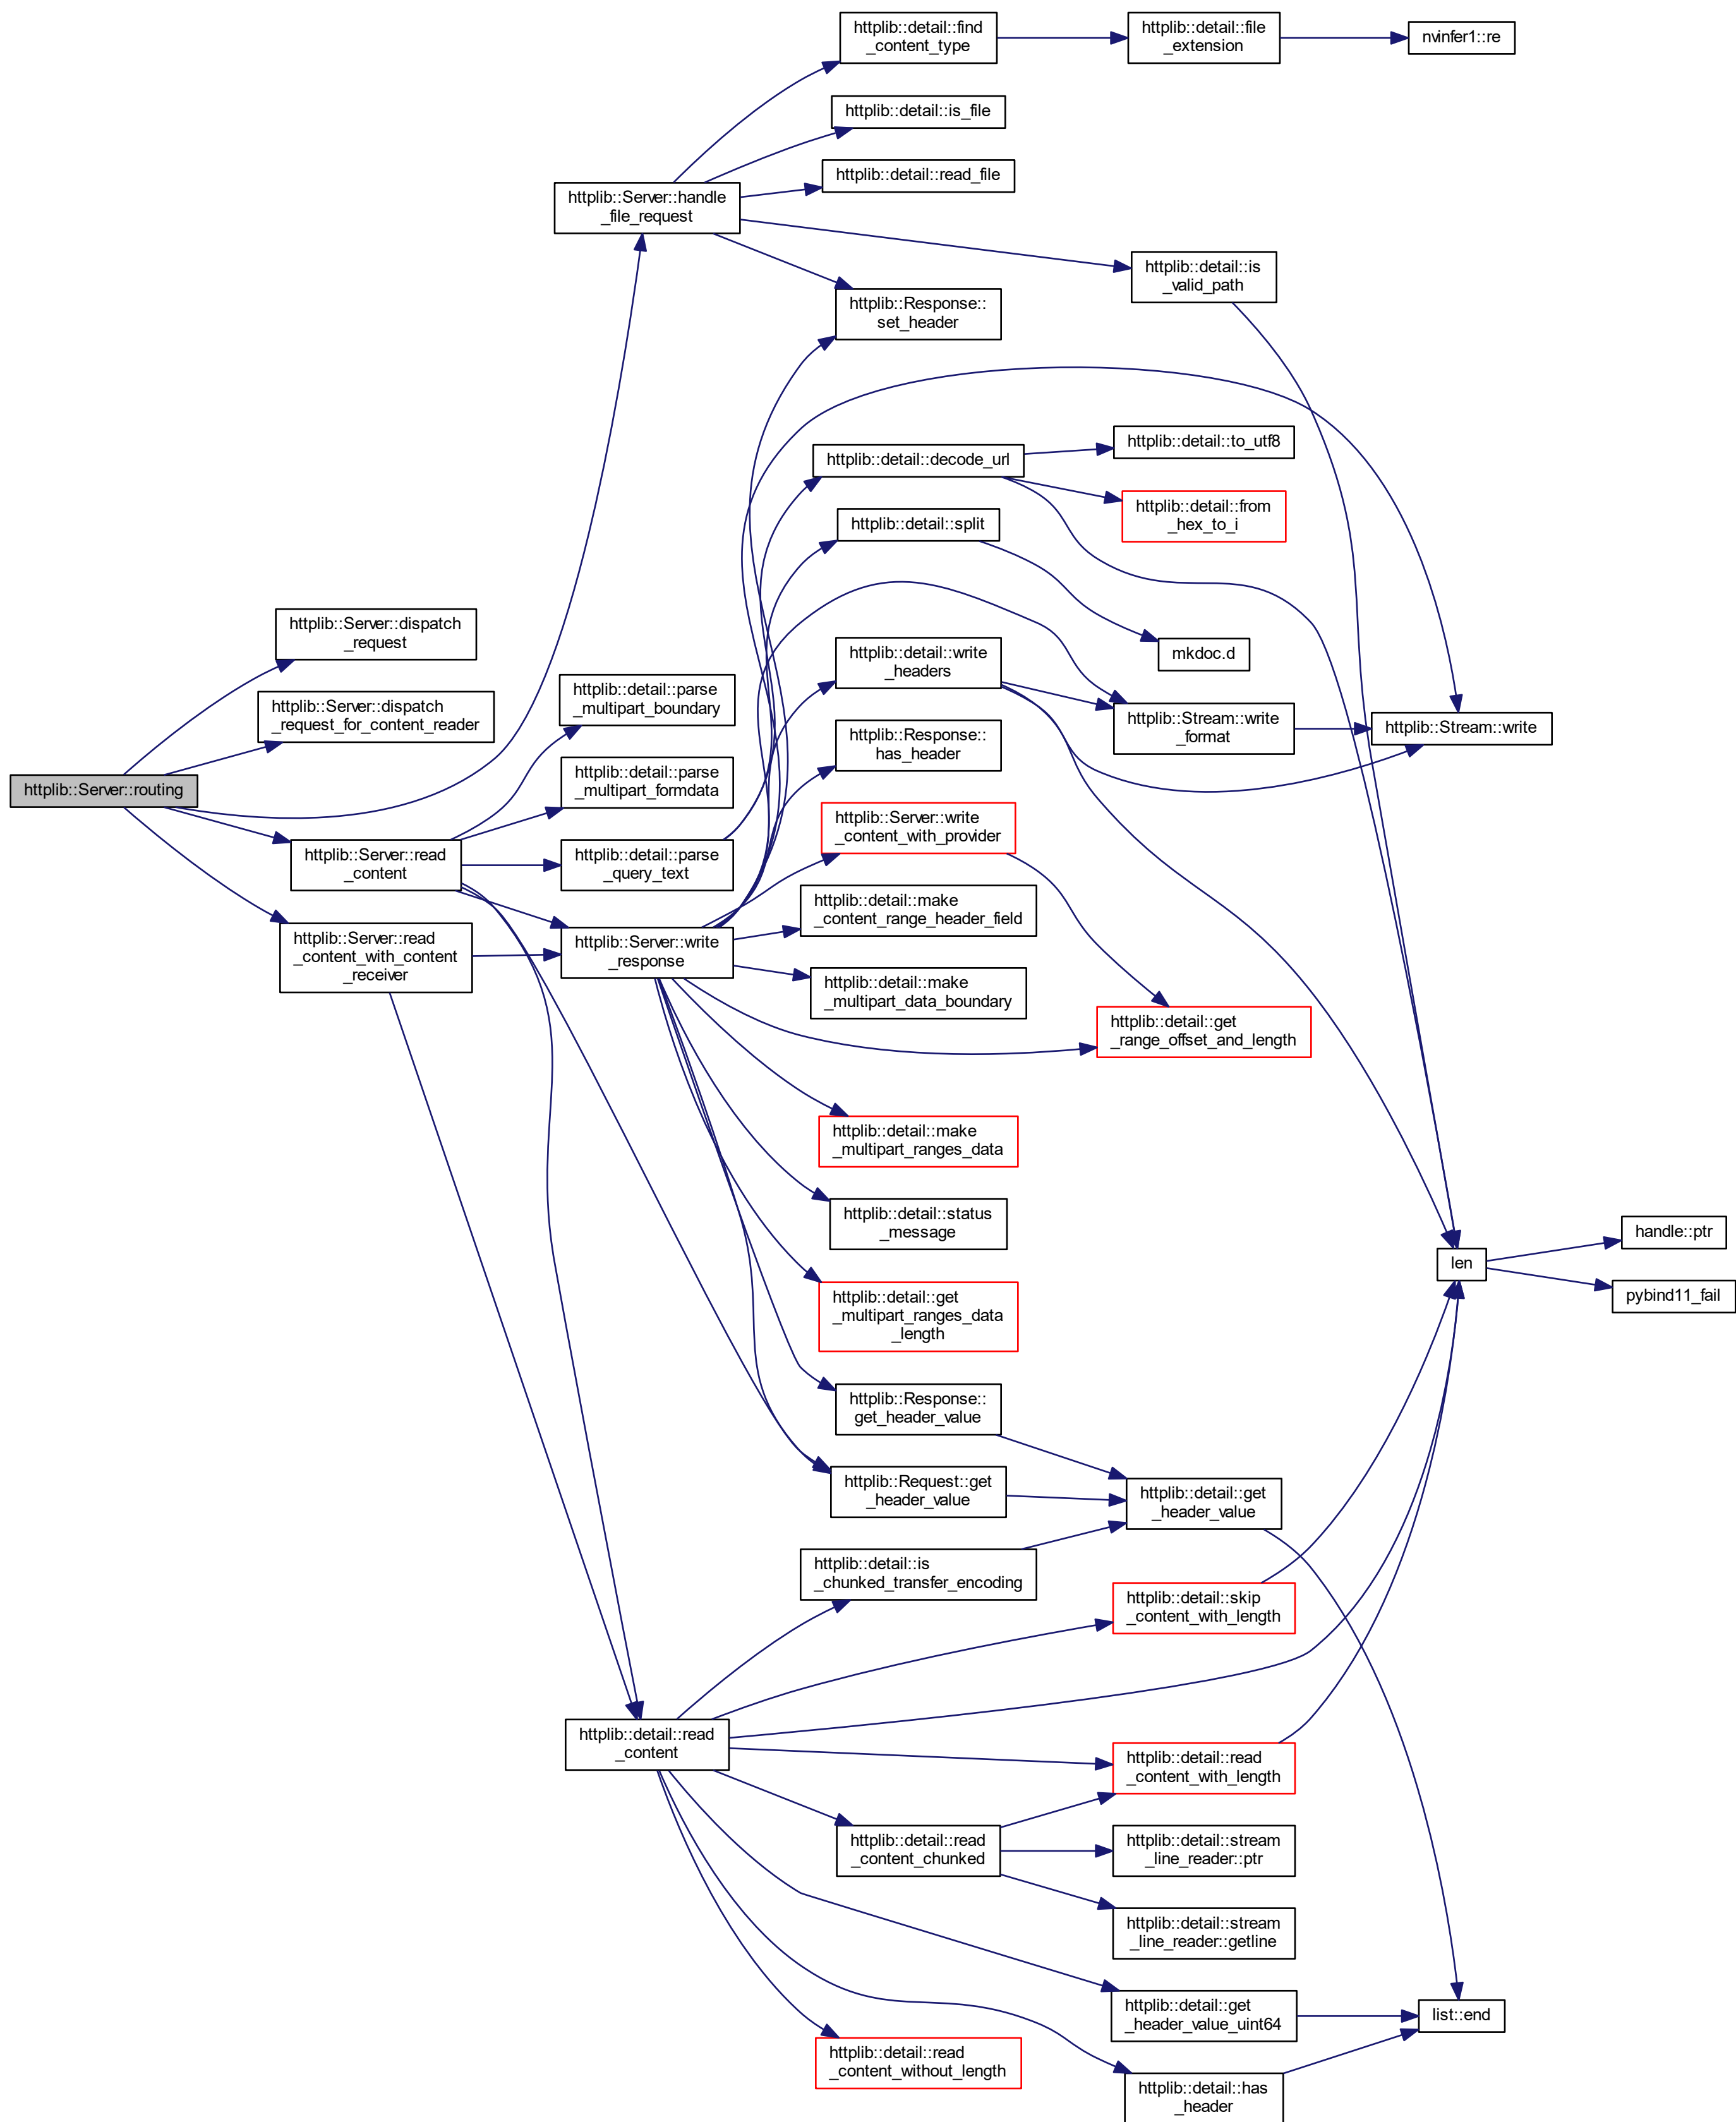 httplib::detail::find
_content_type
httplib::detail::file
_extension
nvinfer1::re
httplib::detail::is_file
httplib::detail::read_file
httplib::Server::handle
_file_request
httplib::detail::is
_valid_path
httplib::Response::
set_header
httplib::detail::decode_url
httplib::detail::to_utf8
httplib::detail::from
_hex_to_i
httplib::detail::split
httplib::Server::dispatch
_request
mkdoc.d
httplib::detail::write
_headers
httplib::Server::dispatch
_request_for_content_reader
httplib::detail::parse
_multipart_boundary
httplib::Stream::write
_format
httplib::Stream::write
httplib::Response::
has_header
httplib::Server::routing
httplib::detail::parse
_multipart_formdata
httplib::Server::write
_content_with_provider
httplib::Server::read
_content
httplib::detail::parse
_query_text
httplib::detail::make
_content_range_header_field
httplib::Server::read
_content_with_content
_receiver
httplib::Server::write
_response
httplib::detail::make
_multipart_data_boundary
httplib::detail::get
_range_offset_and_length
httplib::detail::make
_multipart_ranges_data
httplib::detail::status
_message
handle::ptr
len
pybind11_fail
httplib::detail::get
_multipart_ranges_data
_length
httplib::Response::
get_header_value
httplib::Request::get
_header_value
httplib::detail::get
_header_value
httplib::detail::is
_chunked_transfer_encoding
httplib::detail::skip
_content_with_length
httplib::detail::read
_content
httplib::detail::read
_content_with_length
httplib::detail::read
_content_chunked
httplib::detail::stream
_line_reader::ptr
httplib::detail::stream
_line_reader::getline
httplib::detail::get
_header_value_uint64
list::end
httplib::detail::read
_content_without_length
httplib::detail::has
_header